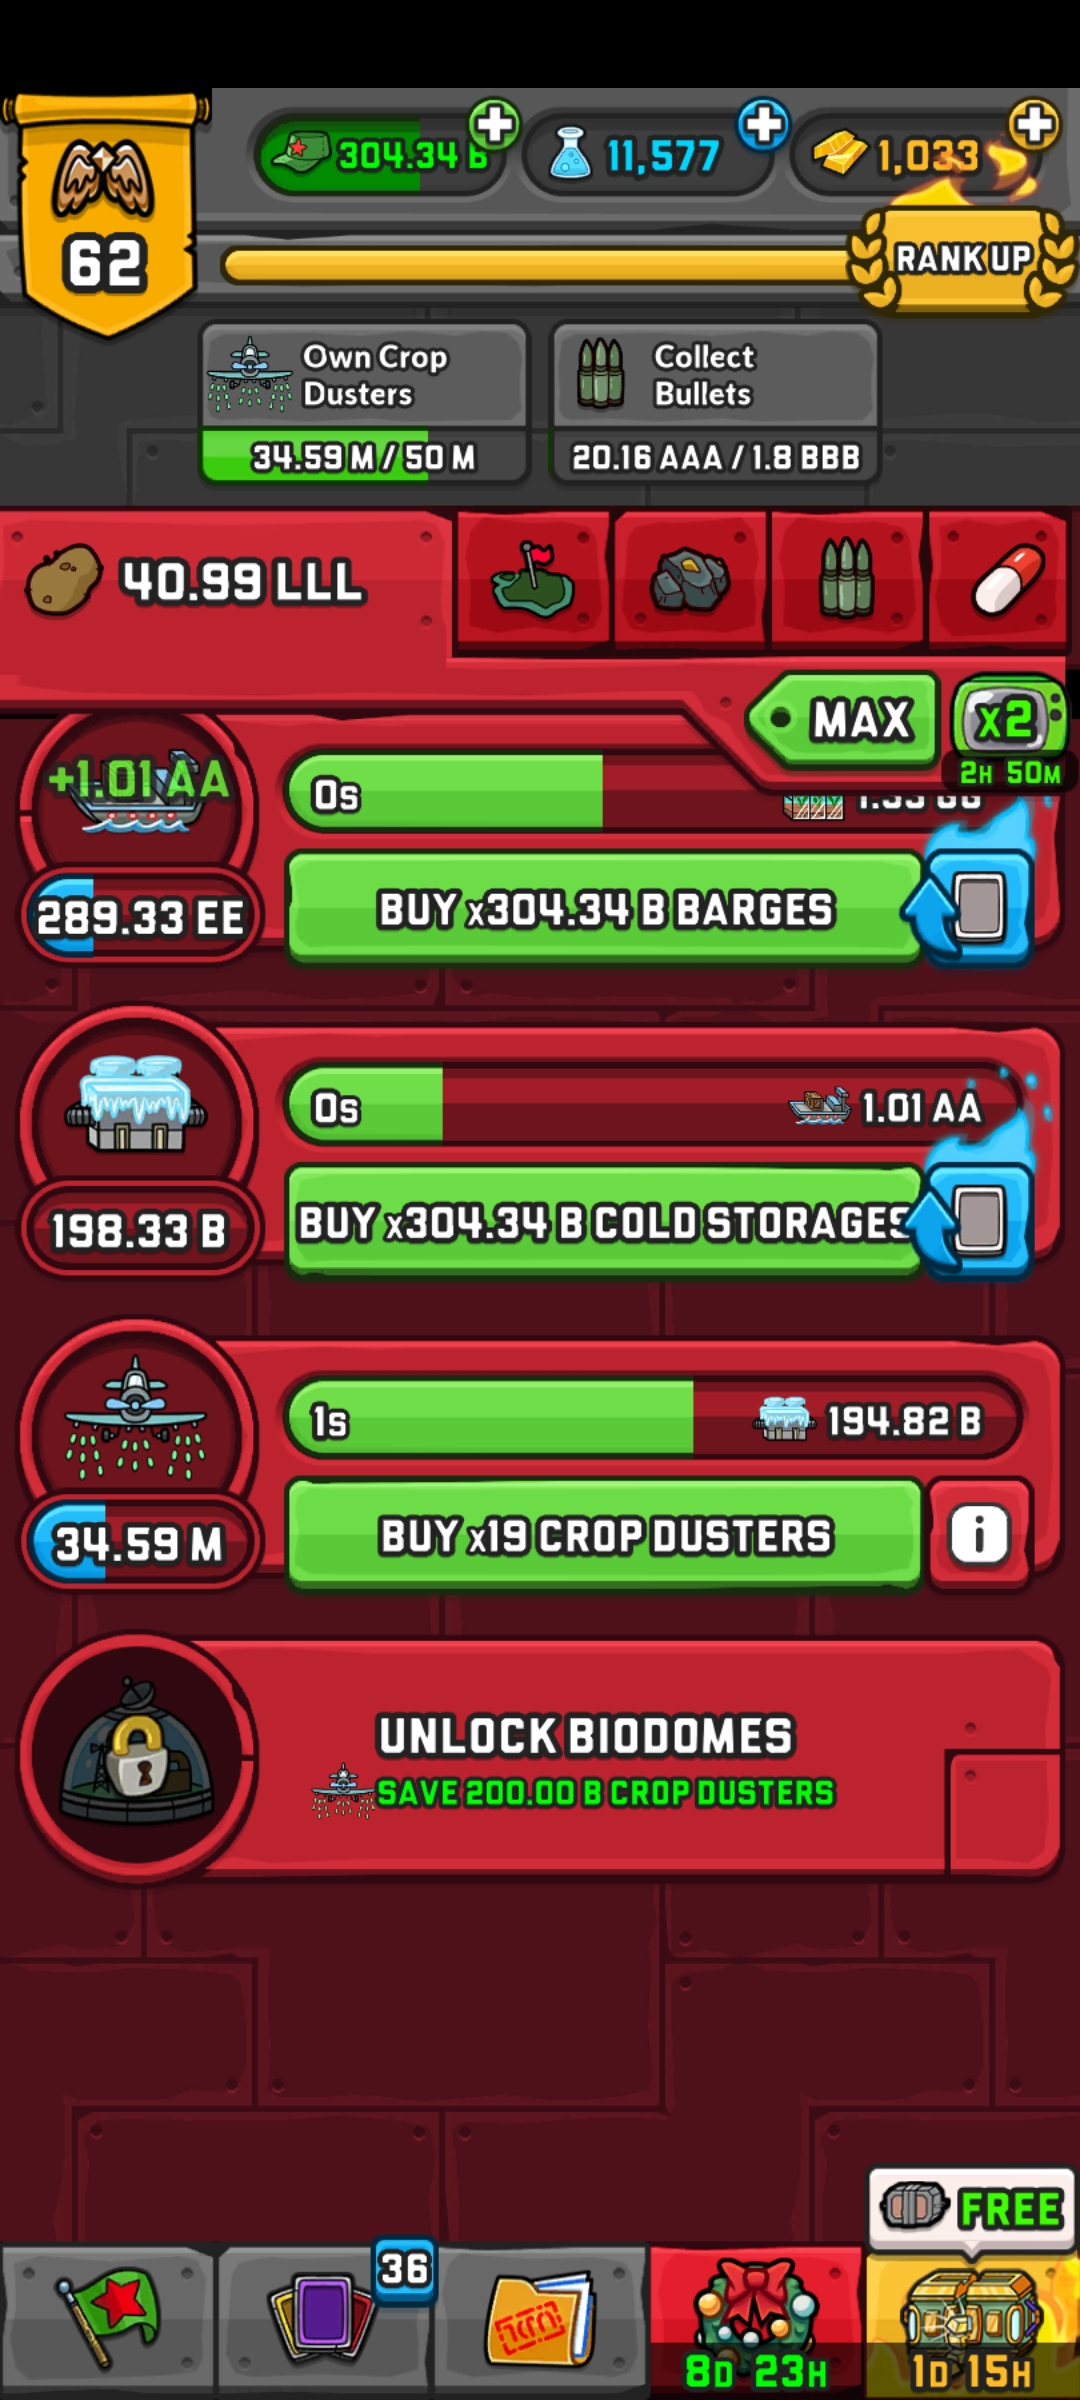 304.34 B
11,577
1,033
62
RANK UP
Own Crop
Dusters
Collect
Bullets
34.59 M / 50 M
20.16 AAA / 1.8 BBB
40.99 LLL
MAX
x2
2H 50M
+1.01 AA
0s
289.33 EE
BUY x304.34 B BARGES
0s
1.01 AA
198.33 B
BUY x304.34 B COLD STORAGES
1s
194.82 B
34.59 M
BUY x19 CROP DUSTERS
i
UNLOCK BIODOMES
SAVE 200.00 B CROP DUSTERS
FREE
36
8D 23H
1D 15H